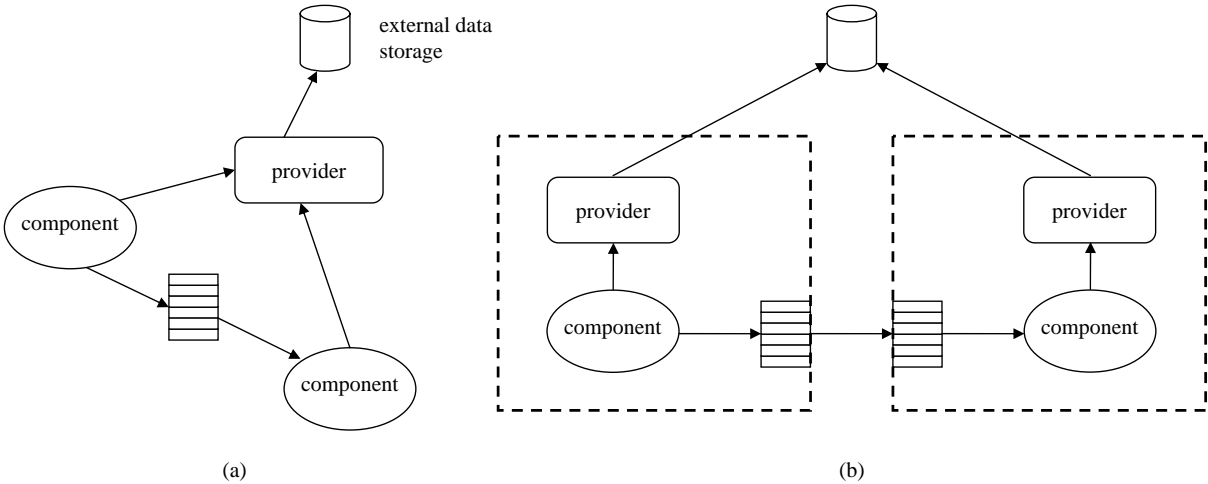 external data
storage
provider
component
component
(a)
provider
component
provider
component
(b)